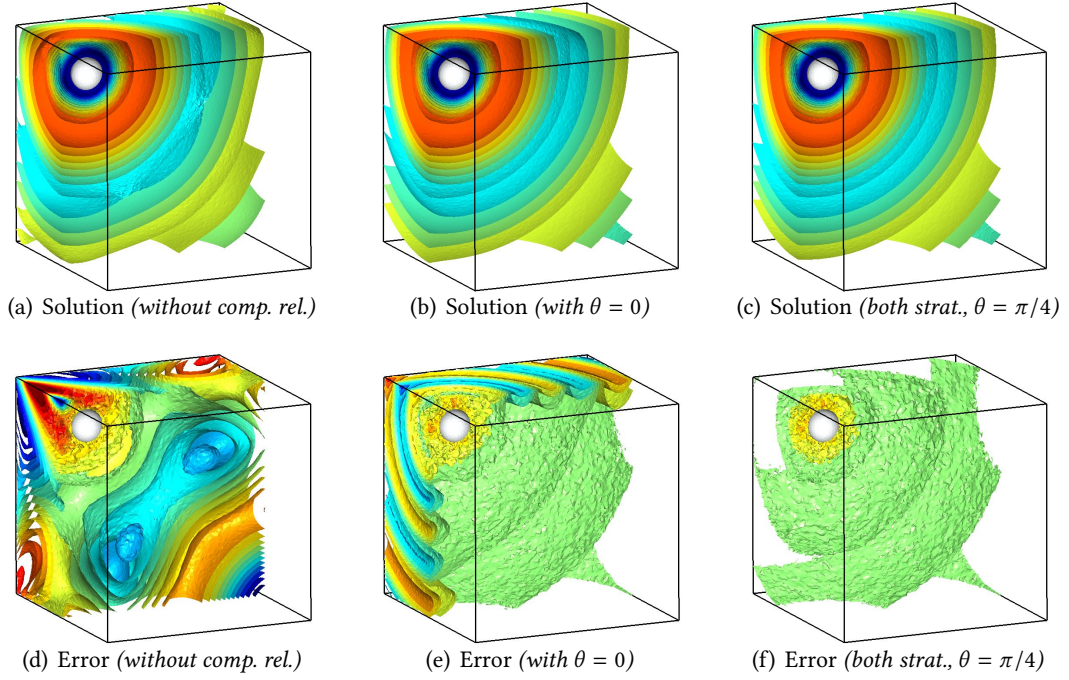 (a) Solution (without comp. rel.)
(b) Solution (with θ = 0)
(c) Solution (both strat., θ = π/4)
(d) Error (without comp. rel.)
(e) Error (with θ = 0)
(f) Error (both strat., θ = π/4)